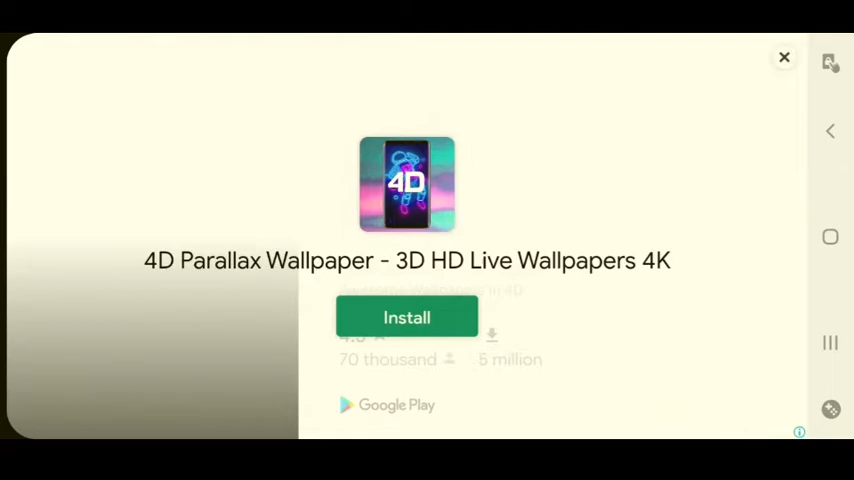 4D
4D Parallax Wallpaper - 3D HD Live Wallpapers 4K
Install
70 thousand
5 million
Google Play